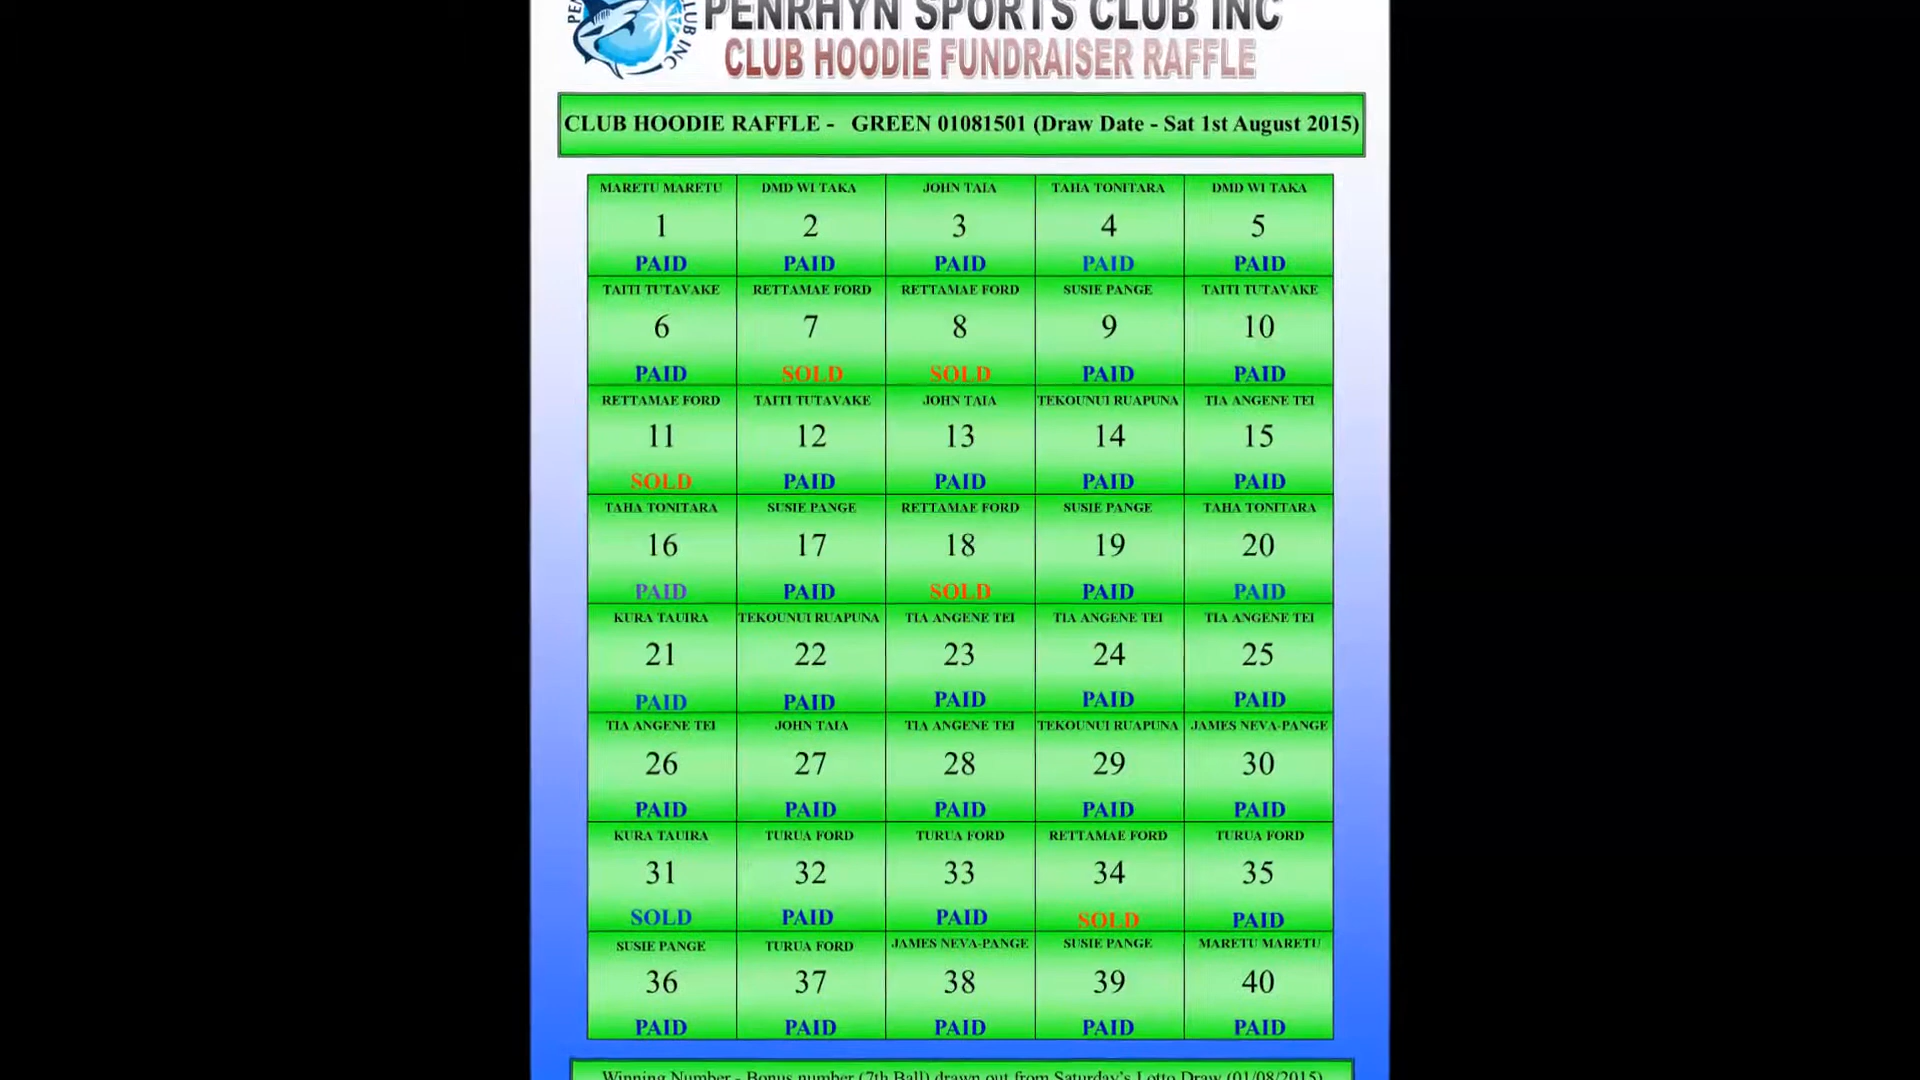 PENRHYN SPORTS CLUB INC
CLUB HOODIE FUNDRAISER RAFFLE
CLUB HOODIE RAFFLE - GREEN 01081501 (Draw Date - Sat 1st August 2015)
MARETU MARETU DMD WI TAKA JOHN TAIA TAHA TONITARA DMD WI TAKA
1 2 3 4 5
PAID PAID PAID PAID PAID
TAITI TUTAVAKE RETTAMAE FORD RETTAMAE FORD SUSIE PANGE TAITI TUTAVAKE
6 7 8 9 10
PAID SOLD SOLD PAID PAID
RETTAMAE FORD TAITI TUTAVAKE JOHN TAIA TEKOUNUI RUAPUNA TIA ANGENE TEI
11 12 13 14 15
SOLD PAID PAID PAID PAID
TAHA TONITARA SUSIE PANGE RETTAMAE FORD SUSIE PANGE TAHA TONITARA
16 17 18 19 20
PAID PAID SOLD PAID PAID
KURA TAUIRA TEKOUNUI RUAPUNA TIA ANGENE TEI TIA ANGENE TEI TIA ANGENE TEI
21 22 23 24 25
PAID PAID PAID PAID PAID
TIA ANGENE TEI JOHN TAIA TIA ANGENE TEI TEKOUNUI RUAPUNA JAMES NEVA-PANGE
26 27 28 29 30
PAID PAID PAID PAID PAID
KURA TAUIRA TURUA FORD TURUA FORD RETTAMAE FORD TURUA FORD
31 32 33 34 35
SOLD PAID PAID SOLD PAID
SUSIE PANGE TURUA FORD JAMES NEVA-PANGE SUSIE PANGE MARETU MARETU
36 37 38 39 40
PAID PAID PAID PAID PAID
Winning Number - Bonus number (7th Ball) drawn out from Saturday's Lotto Draw (01/08/2015)